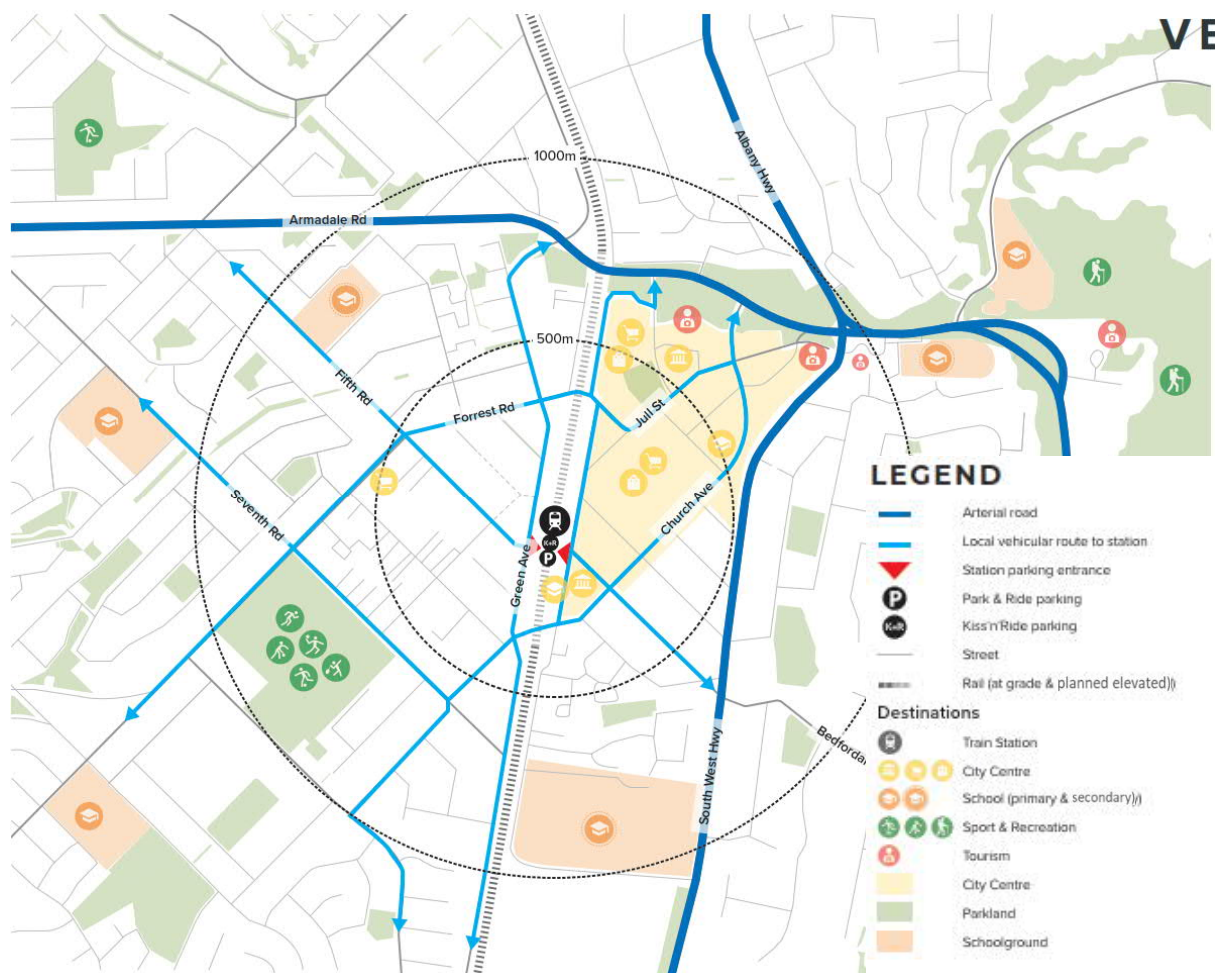 VE
1000m
Albany Hwy
Armadale Rd
500m
Fifth Rd
Forrest Rd
Jull St
Seventh Rd
Church Ave
Green Ave
K+R
P
South West Hwy
Bedforda
LEGEND
Arterial road
Local vehicular route to station
Station parking entrance
P
Park & Ride parking
K+R
Kiss'n'Ride parking
Street
Rail (at grade & planned elevated)
Destinations
Train Station
City Centre
School (primary & secondary)
Sport & Recreation
Tourism
City Centre
Parkland
Schoolground